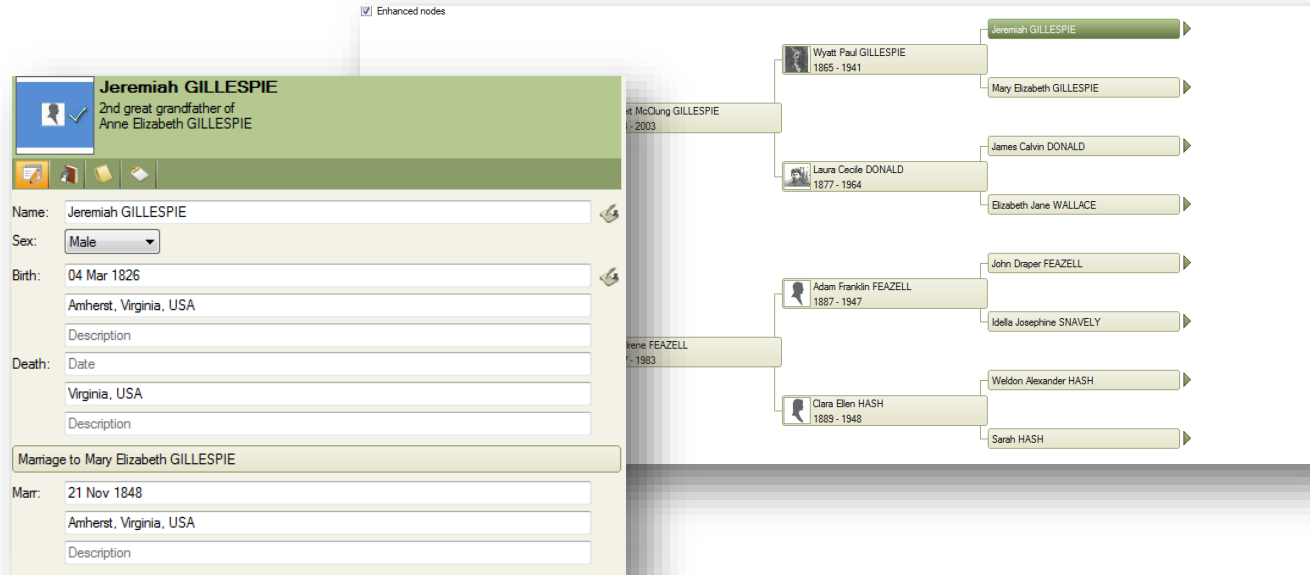 Enhanced nodes
Jeremiah GILLESPIE
2nd great grandfather of
Anne Elizabeth GILLESPIE
Name: Jeremiah GILLESPIE
Sex: Male
Birth: 04 Mar 1826
Amherst, Virginia, USA
Description
Death: Date
Virginia, USA
Description
Marriage to Mary Elizabeth GILLESPIE
Marr: 21 Nov 1848
Amherst, Virginia, USA
Description
McClung GILLESPIE
- 2003
Irene FEAZELL
- 1983
Wyatt Paul GILLESPIE
1865 - 1941
Laura Cecile DONALD
1877 - 1964
Adam Franklin FEAZELL
1887 - 1947
Clara Ellen HASH
1889 - 1948
Jeremiah GILLESPIE
Mary Elizabeth GILLESPIE
James Calvin DONALD
Elizabeth Jane WALLACE
John Draper FEAZELL
Idella Josephine SNAVELY
Weldon Alexander HASH
Sarah HASH